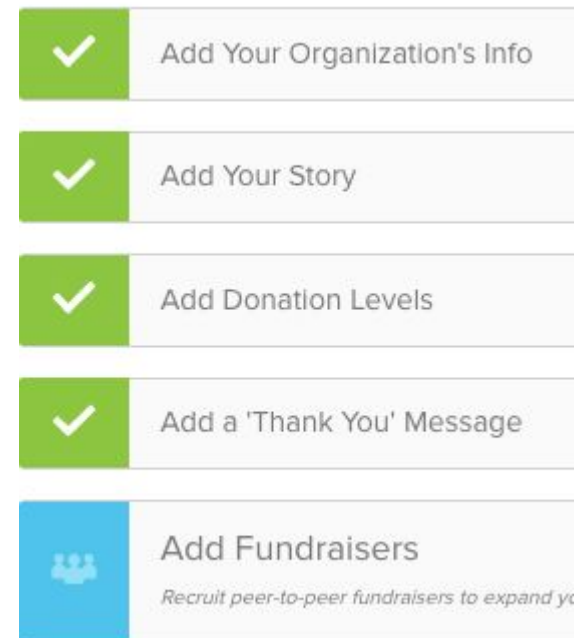 Add Your Organization's Info
Add Your Story
Add Donation Levels
Add a 'Thank You' Message
Add Fundraisers
Recruit peer-to-peer fundraisers to expand